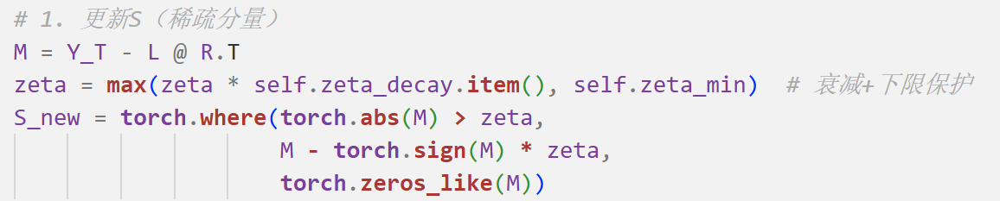 # 1. 更新S（稀疏分量）
M = Y_T - L @ R.T
zeta = max(zeta * self.zeta_decay.item(), self.zeta_min)  # 衰减+下限保护
S_new = torch.where(torch.abs(M) > zeta,
                    M - torch.sign(M) * zeta,
                    torch.zeros_like(M))